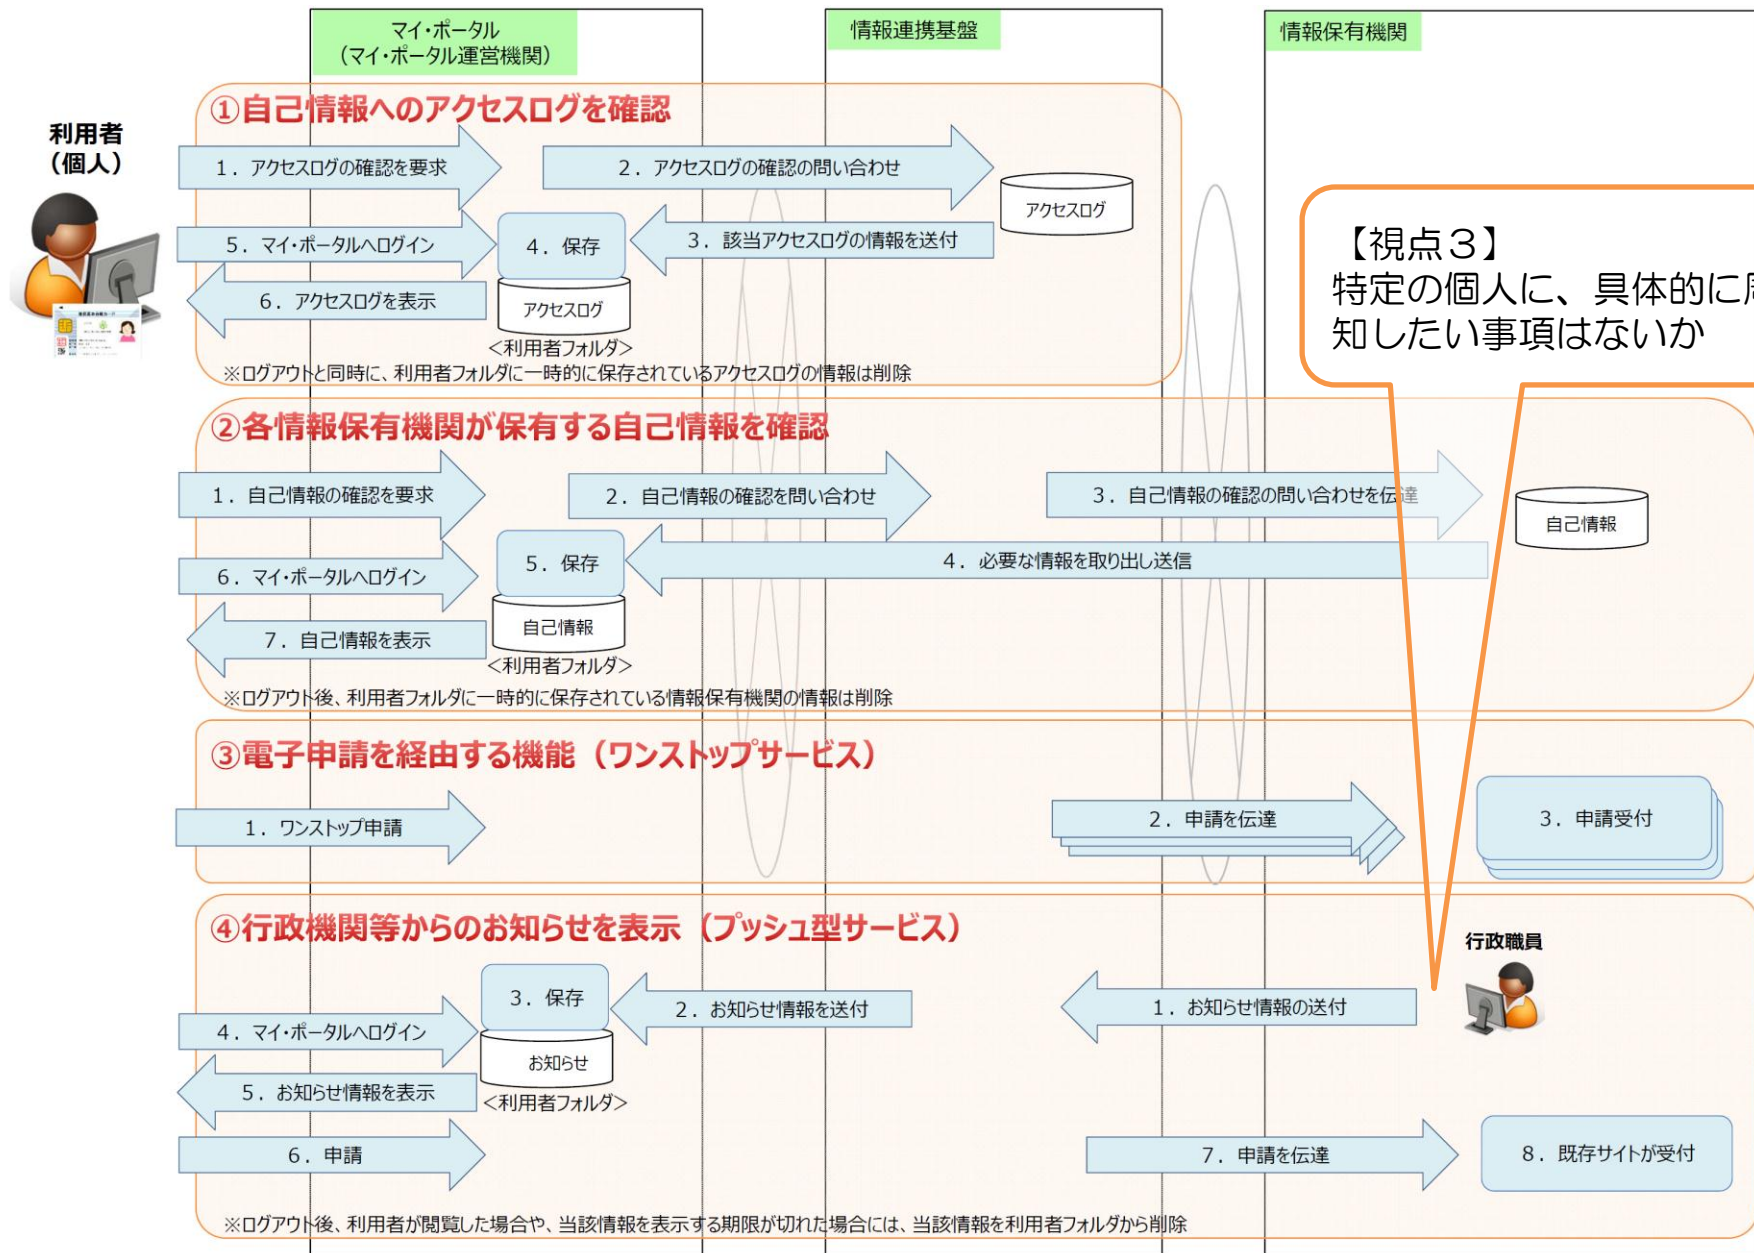 マイ・ポータル
（マイ・ポータル運営機関）
情報連携基盤
情報保有機関
利用者
（個人）
①自己情報へのアクセスログを確認
1．アクセスログの確認を要求
2．アクセスログの確認の問い合わせ
アクセスログ
5．マイ・ポータルへログイン
4．保存
3．該当アクセスログの情報を送付
6．アクセスログを表示
アクセスログ
＜利用者フォルダ＞
※ログアウトと同時に、利用者フォルダに一時的に保存されているアクセスログの情報は削除
【視点３】
特定の個人に、具体的に周
知したい事項はないか
②各情報保有機関が保有する自己情報を確認
1．自己情報の確認を要求
2．自己情報の確認を問い合わせ
3．自己情報の確認の問い合わせを伝達
自己情報
6．マイ・ポータルへログイン
5．保存
4．必要な情報を取り出し送信
7．自己情報を表示
自己情報
＜利用者フォルダ＞
※ログアウト後、利用者フォルダに一時的に保存されている情報保有機関の情報は削除
③電子申請を経由する機能（ワンストップサービス）
1．ワンストップ申請
2．申請を伝達
3．申請受付
④行政機関等からのお知らせを表示（プッシュ型サービス）
行政職員
3．保存
2．お知らせ情報を送付
1．お知らせ情報の送付
4．マイ・ポータルへログイン
お知らせ
5．お知らせ情報を表示
＜利用者フォルダ＞
6．申請
7．申請を伝達
8．既存サイトが受付
※ログアウト後、利用者が閲覧した場合や、当該情報を表示する期限が切れた場合には、当該情報を利用者フォルダから削除